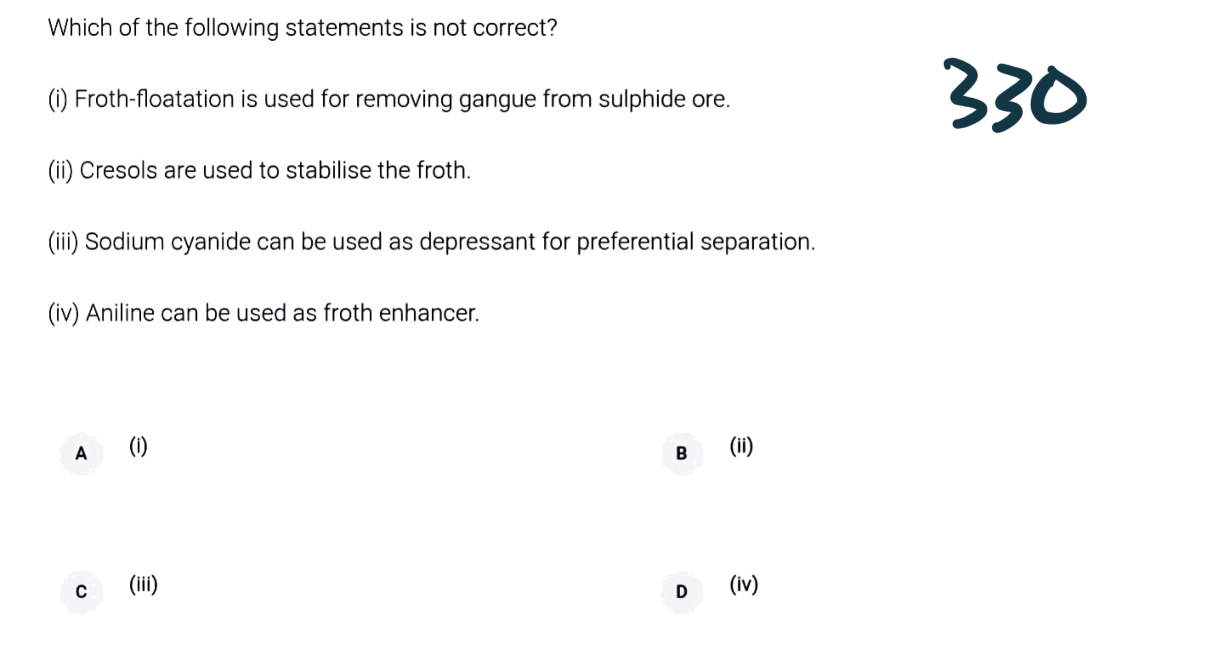 Which of the following statements is not correct?
(i) Froth-floatation is used for removing gangue from sulphide ore.
330
(ii) Cresols are used to stabilise the froth.
(iii) Sodium cyanide can be used as depressant for preferential separation.
(iv) Aniline can be used as froth enhancer.
A (i)
B (ii)
C (iii)
D (iv)